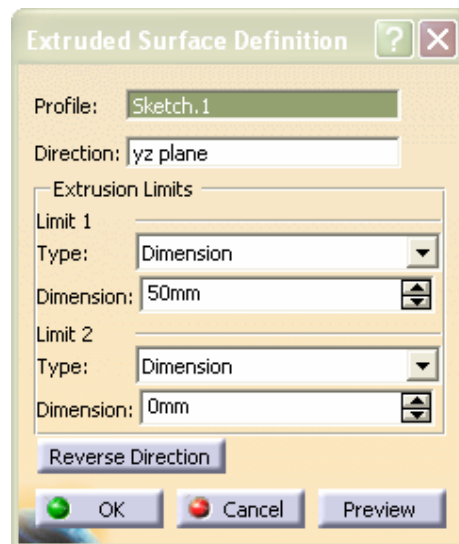 Extruded Surface Definition ?
Profile: Sketch.1
Direction: yz plane
Extrusion Limits
Limit 1
Type: Dimension
Dimension: 50mm
Limit 2
Type: Dimension
Dimension: 0mm
Reverse Direction
OK Cancel Preview